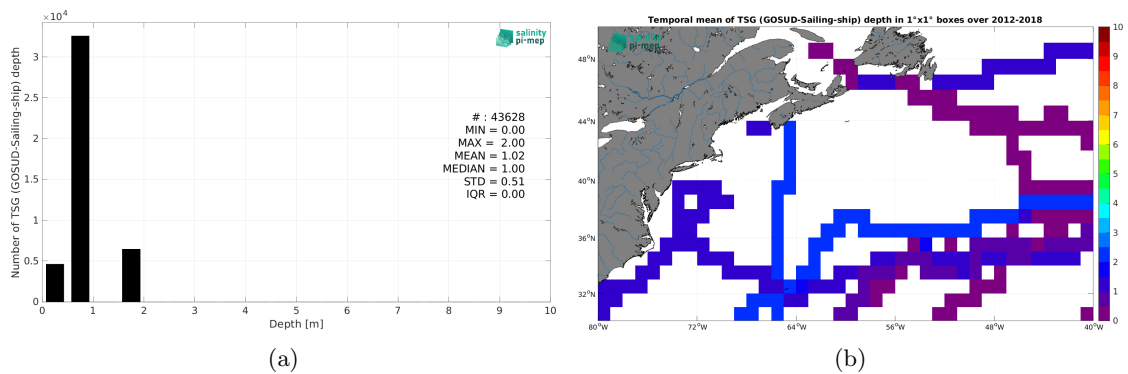 ×10⁴
salinity
pi-mep
3.5
3
2.5
2
1.5
1
0.5
0
Number of TSG (GOSUD-Sailing-ship) depth
# : 43628
MIN = 0.00
MAX = 2.00
MEAN = 1.02
MEDIAN = 1.00
STD = 0.51
IQR = 0.00
0 1 2 3 4 5 6 7 8 9 10
Depth [m]
(a)
Temporal mean of TSG (GOSUD-Sailing-ship) depth in 1°x1° boxes over 2012-2018
salinity
pi-mep
48°N
44°N
40°N
36°N
32°N
80°W 72°W 64°W 56°W 48°W 40°W
10
9
8
7
6
5
4
3
2
1
0
(b)